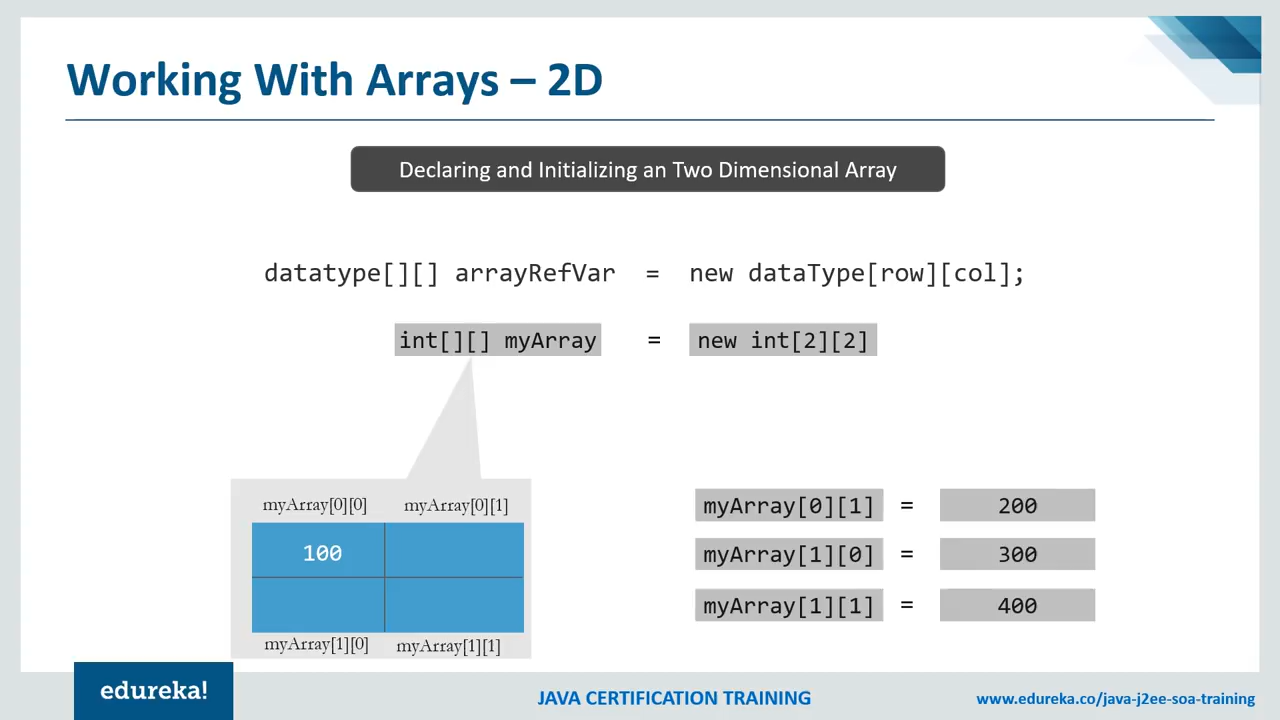 Working With Arrays – 2D
Declaring and Initializing an Two Dimensional Array
datatype[][] arrayRefVar = new dataType[row][col];
int[][] myArray = new int[2][2]
myArray[0][0] myArray[0][1]
100
myArray[1][0] myArray[1][1]
myArray[0][1] = 200
myArray[1][0] = 300
myArray[1][1] = 400
edureka!
JAVA CERTIFICATION TRAINING
www.edureka.co/java-j2ee-soa-training